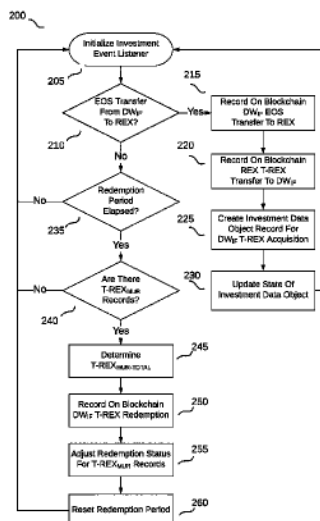 200
Initialize Investment
Event Listener
205
EOS Transfer
From DWIF
To REX?
210
Yes
215
Record On Blockchain
DWIF EOS
Transfer To REX
220
Record On Blockchain
REX T-REX
Transfer To DWIF
225
Create Investment Data
Object Record For
DWIF T-REX Acquisition
230
Update State Of
Investment Data Object
No
Redemption
Period
Elapsed?
235
No
Yes
Are There
T-REXMUR
Records?
240
No
Yes
Determine
T-REXMUR-TOTAL
245
Record On Blockchain
DWIF T-REX Redemption
250
Adjust Redemption Status
For T-REXMUR Records
255
Reset Redemption Period
260